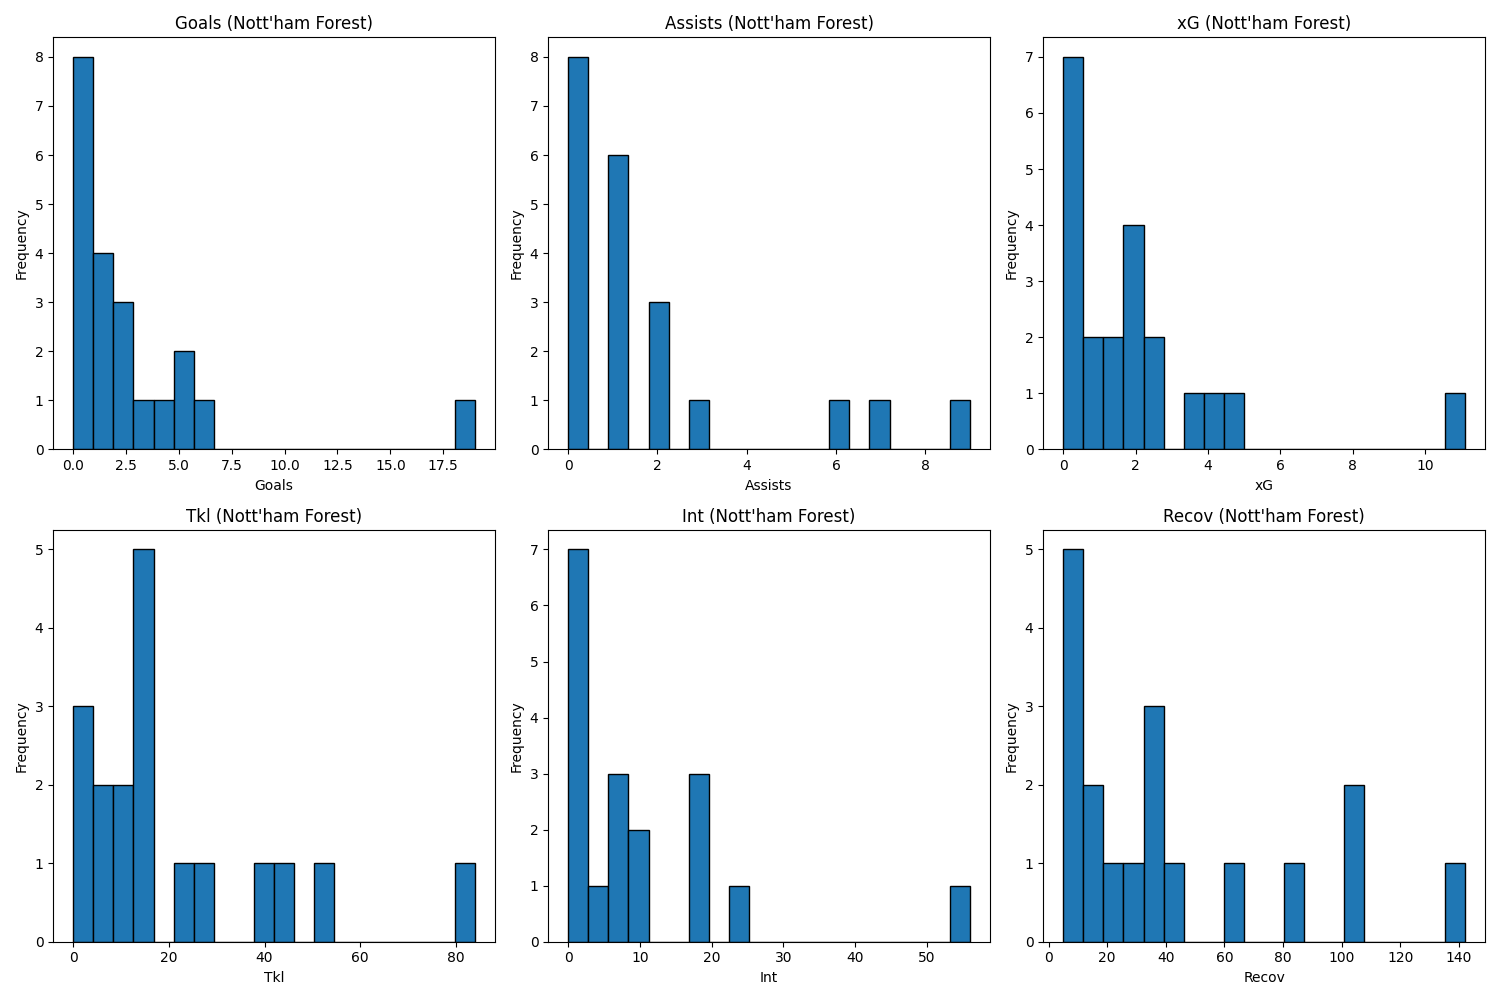 Goals (Nott'ham Forest)
8
7
6
5
4
3
2
1
0
Frequency
0.0 2.5 5.0 7.5 10.0 12.5 15.0 17.5
Goals
Assists (Nott'ham Forest)
8
7
6
5
4
3
2
1
0
Frequency
0 2 4 6 8
Assists
xG (Nott'ham Forest)
7
6
5
4
3
2
1
0
Frequency
0 2 4 6 8 10
xG
Tkl (Nott'ham Forest)
5
4
3
2
1
0
Frequency
0 20 40 60 80
Tkl
Int (Nott'ham Forest)
7
6
5
4
3
2
1
0
Frequency
0 10 20 30 40 50
Int
Recov (Nott'ham Forest)
5
4
3
2
1
0
Frequency
0 20 40 60 80 100 120 140
Recov